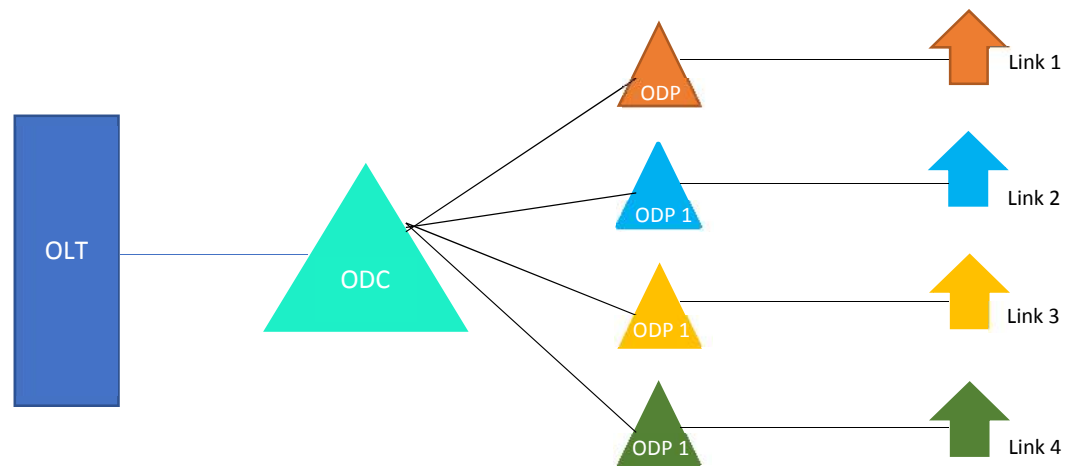 OLT
ODC
ODP
Link 1
ODP 1
Link 2
ODP 1
Link 3
ODP 1
Link 4